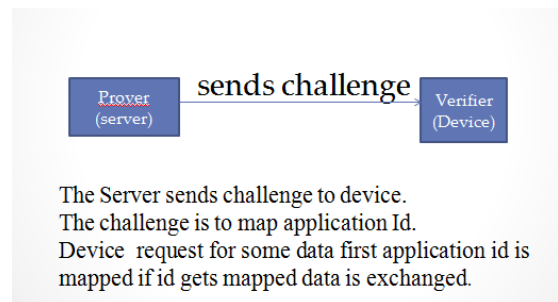 sends challenge
Prover
(server)
Verifier
(Device)
The Server sends challenge to device.
The challenge is to map application Id.
Device request for some data first application id is
mapped if id gets mapped data is exchanged.